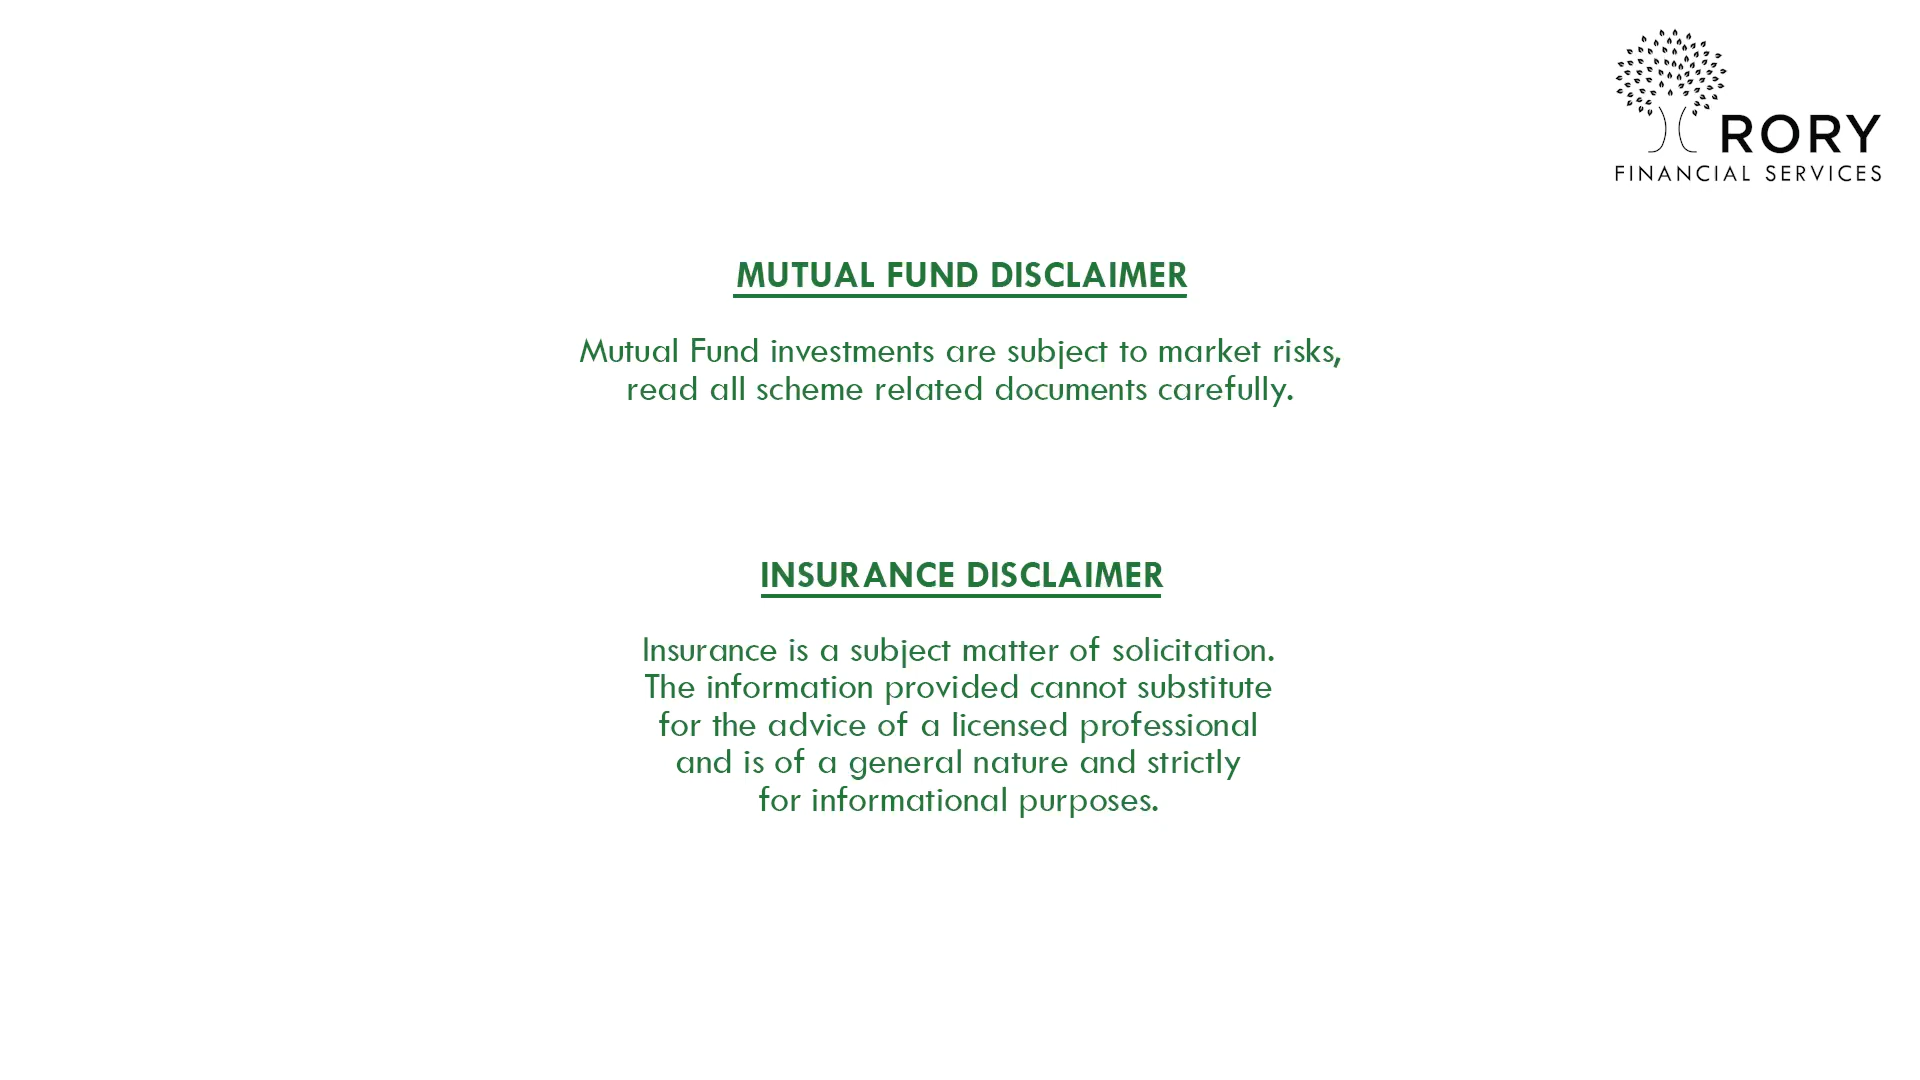 RORY
FINANCIAL SERVICES
MUTUAL FUND DISCLAIMER
Mutual Fund investments are subject to market risks,
read all scheme related documents carefully.
INSURANCE DISCLAIMER
Insurance is a subject matter of solicitation.
The information provided cannot substitute
for the advice of a licensed professional
and is of a general nature and strictly
for informational purposes.